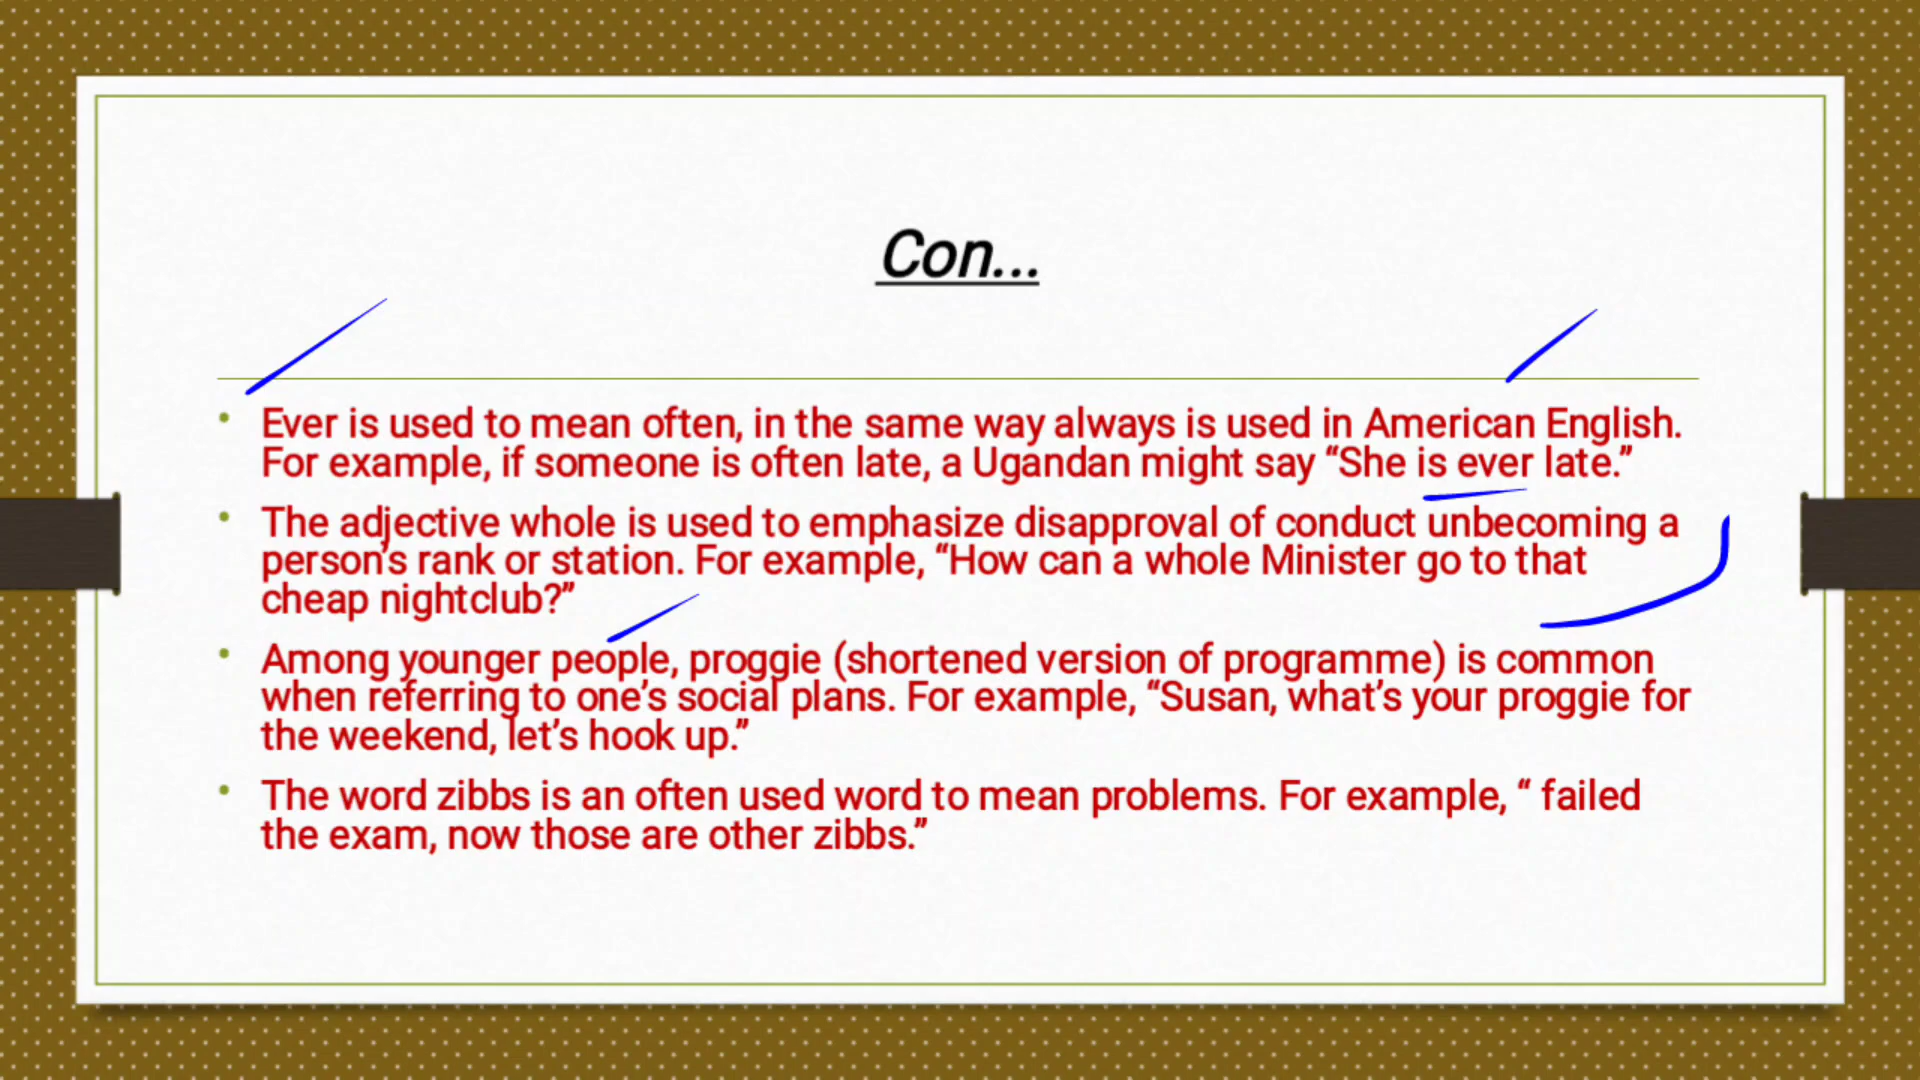 Con...
• Ever is used to mean often, in the same way always is used in American English.
For example, if someone is often late, a Ugandan might say “She is ever late.”
• The adjective whole is used to emphasize disapproval of conduct unbecoming a
person’s rank or station. For example, “How can a whole Minister go to that
cheap nightclub?”
• Among younger people, proggie (shortened version of programme) is common
when referring to one’s social plans. For example, “Susan, what’s your proggie for
the weekend, let’s hook up.”
• The word zibbs is an often used word to mean problems. For example, “ failed
the exam, now those are other zibbs.”